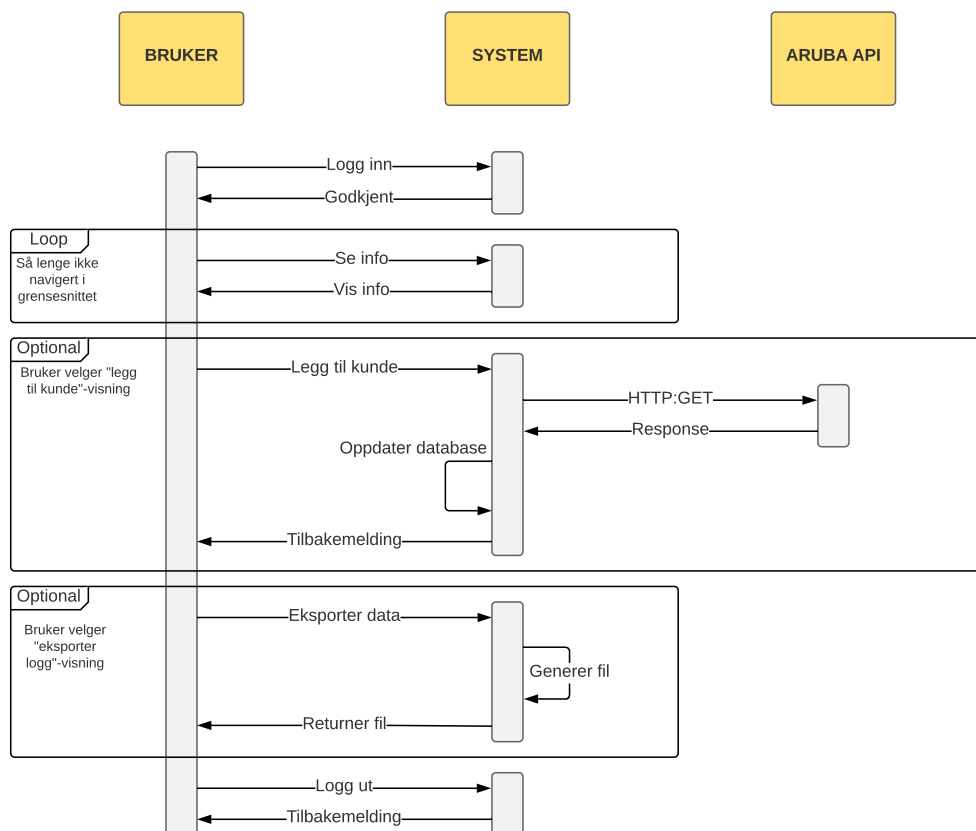 BRUKER
SYSTEM
ARUBA API
Logg inn
Godkjent
Loop
Så lenge ikke
navigert i
grensesnittet
Se info
Vis info
Optional
Bruker velger "legg
til kunde"-visning
Legg til kunde
HTTP:GET
Response
Oppdater database
Tilbakemelding
Optional
Bruker velger
"eksporter
logg"-visning
Eksporter data
Generer fil
Returner fil
Logg ut
Tilbakemelding